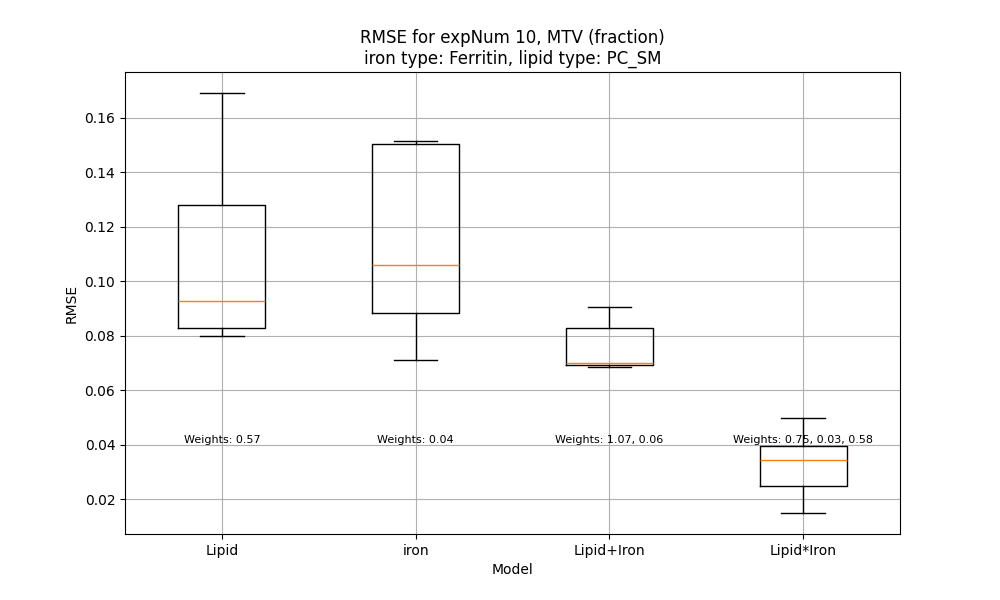 RMSE for expNum 10, MTV (fraction)
iron type: Ferritin, lipid type: PC_SM
RMSE
0.16
0.14
0.12
0.10
0.08
0.06
0.04
0.02
Weights: 0.57
Weights: 0.04
Weights: 1.07, 0.06
Weights: 0.75, 0.03, 0.58
Lipid
iron
Lipid+Iron
Lipid*Iron
Model